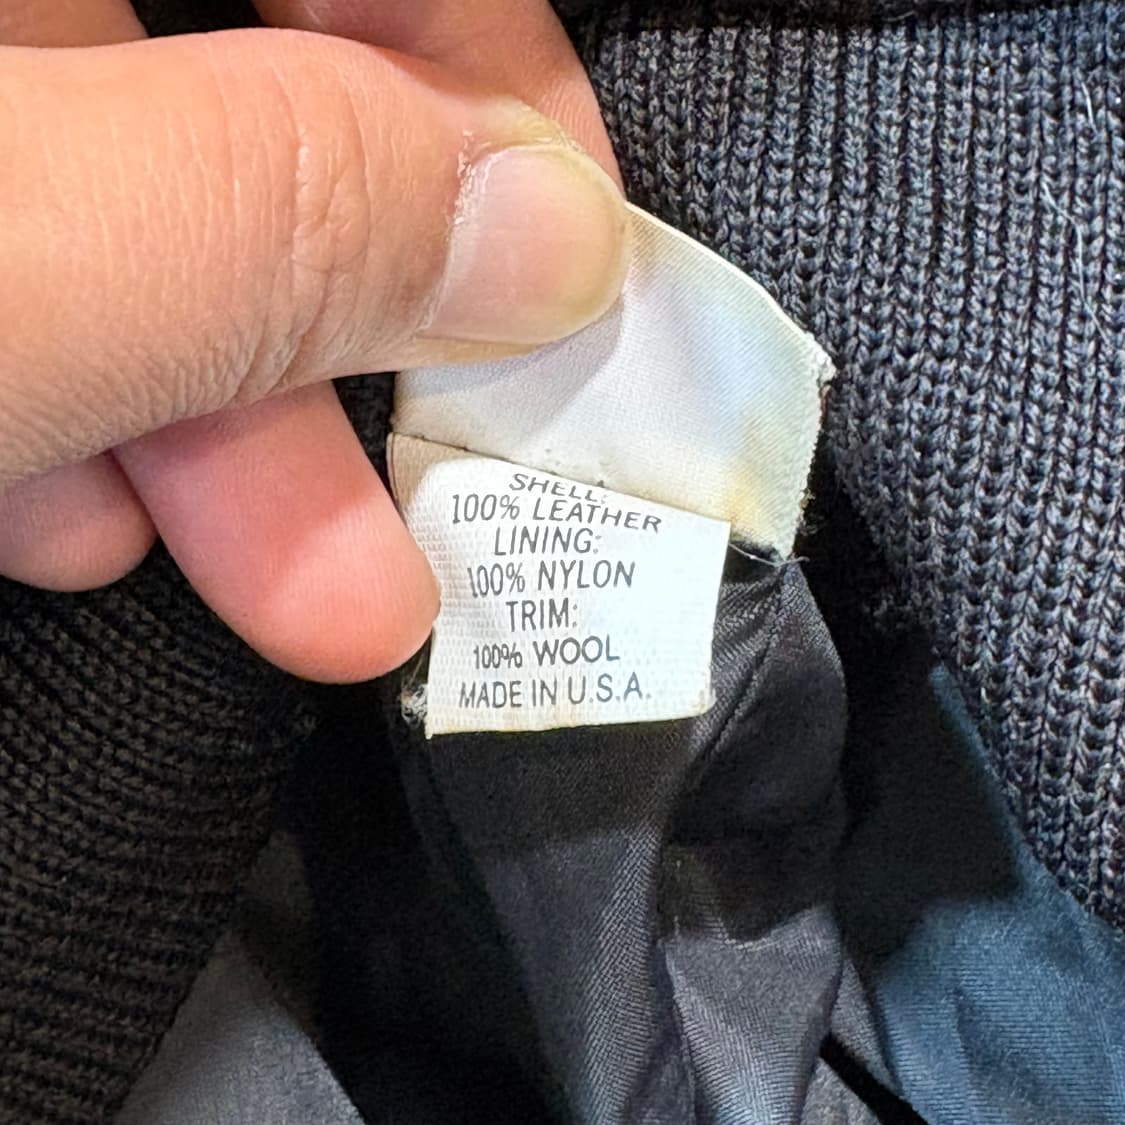 SHELL:
100% LEATHER
LINING:
100% NYLON
TRIM:
100% WOOL
MADE IN U.S.A.